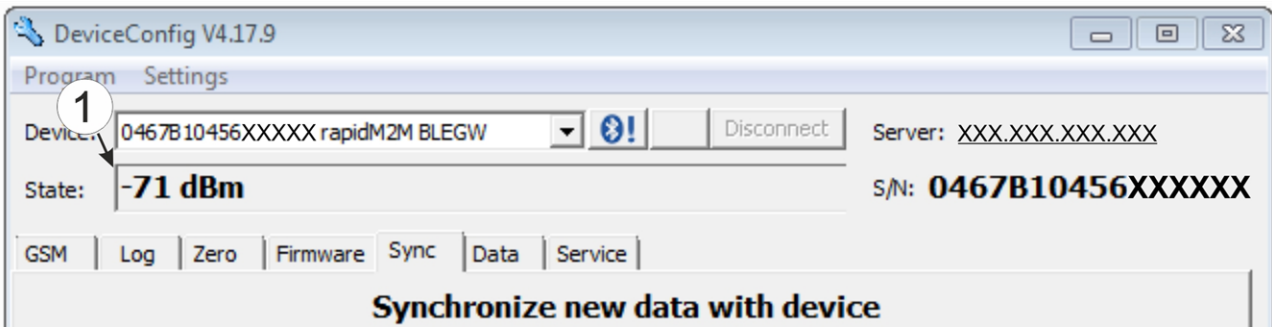 DeviceConfig V4.17.9
Program Settings
1
Device: 0467B10456XXXXX rapidM2M BLEGW Disconnect Server: XXX.XXX.XXX.XXX
State: -71 dBm S/N: 0467B10456XXXXXX
GSM Log Zero Firmware Sync Data Service
Synchronize new data with device